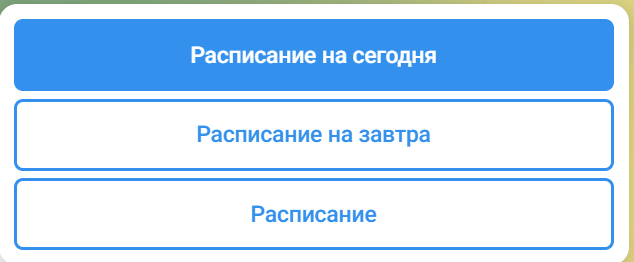 Расписание на сегодня
Расписание на завтра
Расписание